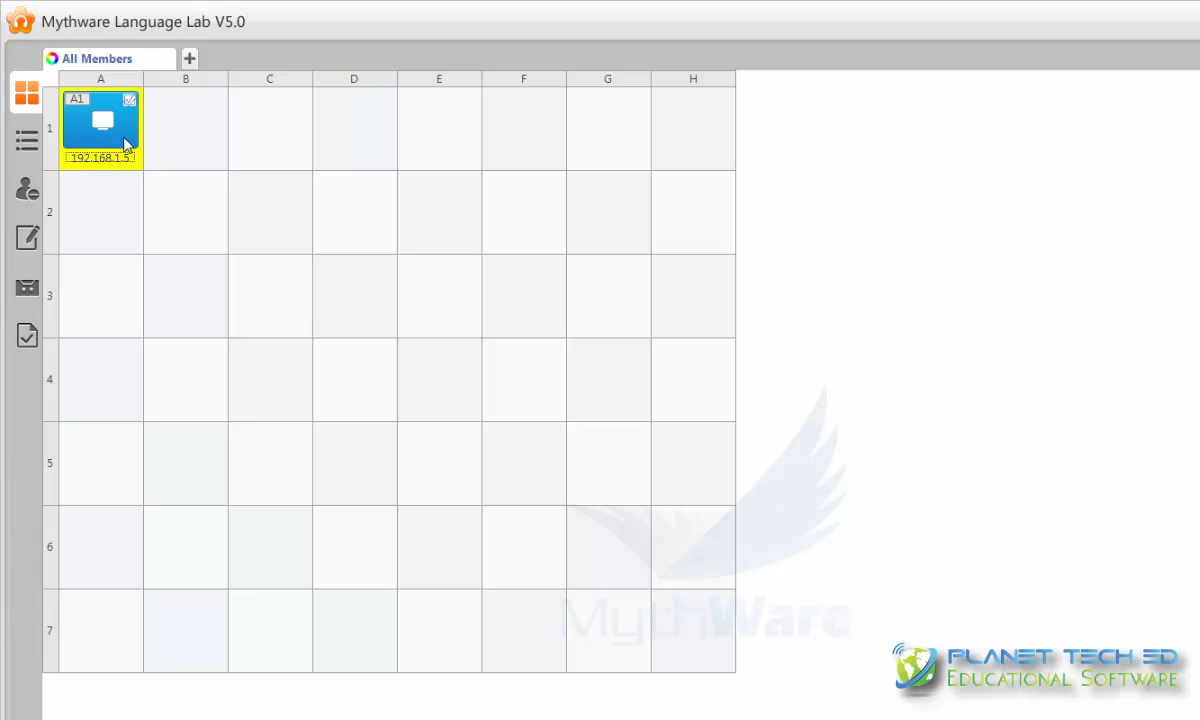 Mythware Language Lab V5.0
All Members +
A B C D E F G H
A1
1
192.168.1.5
2
3
4
5
6
7
MythWare
PLANET TECH ED
EDUCATIONAL SOFTWARE